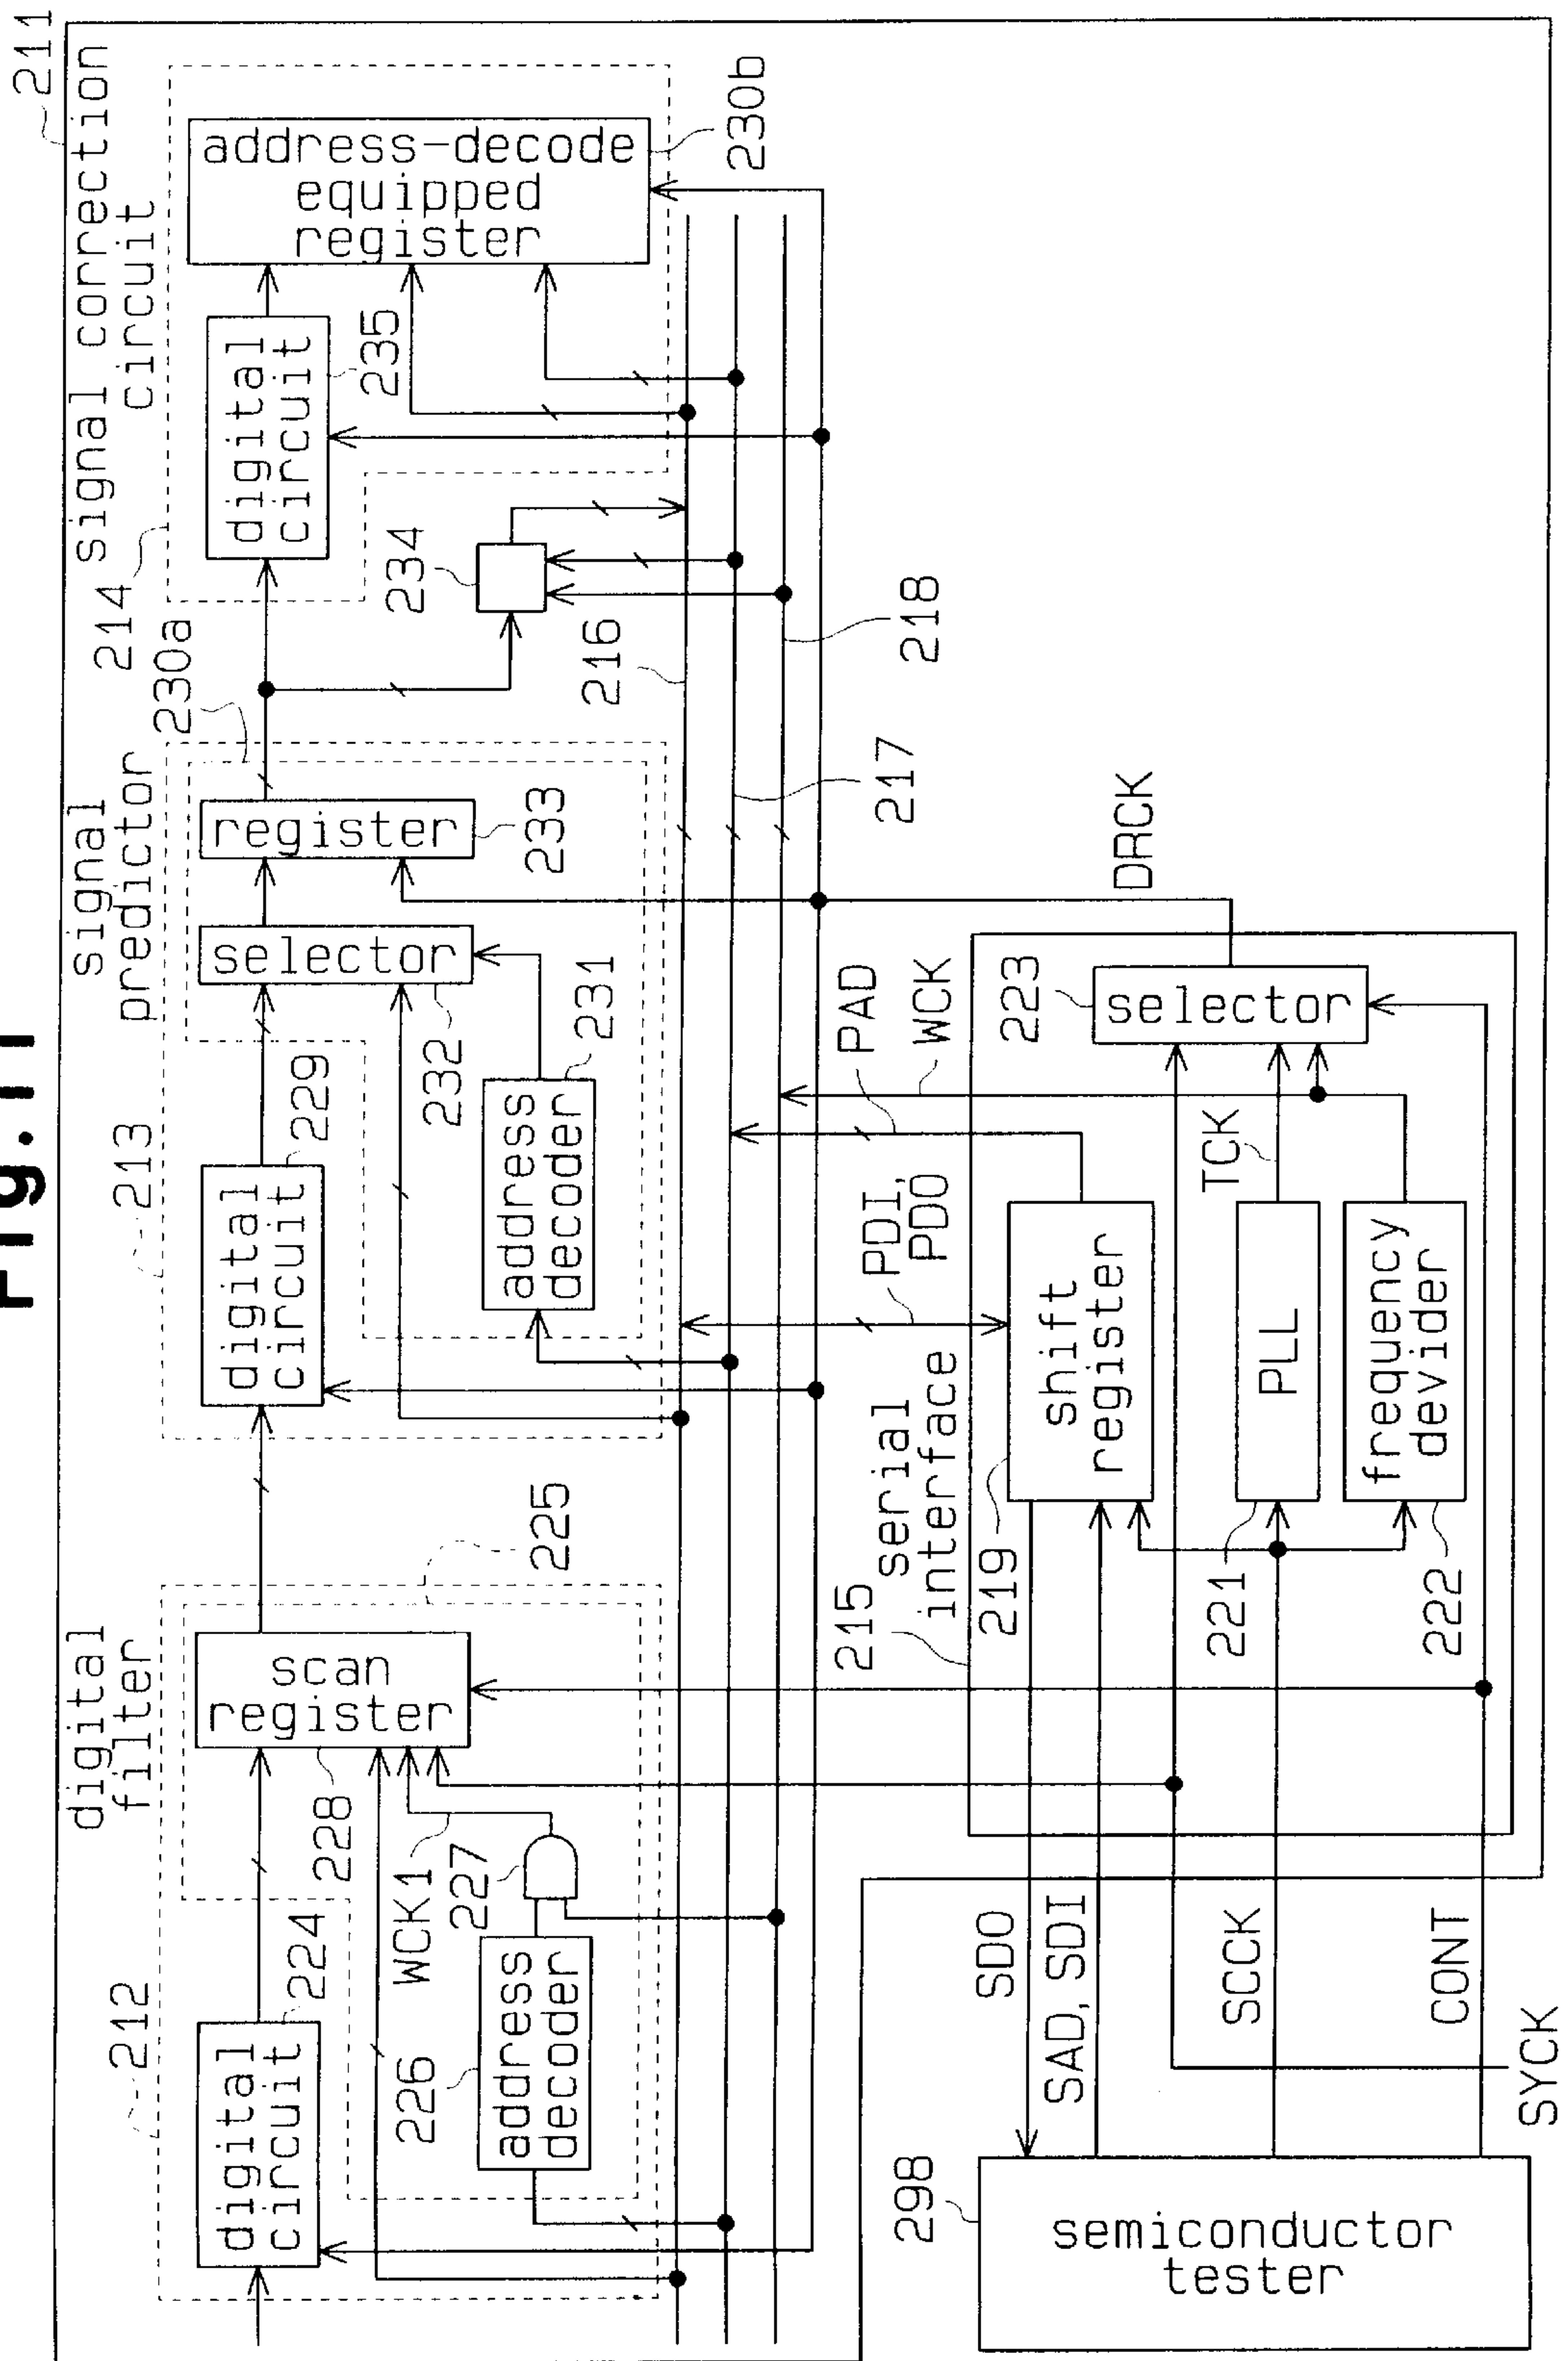 Fig.11
211
signal correction
circuit
214
address-decode
equipped
register
230b
digital
circuit
235
234
216
217
218
signal
predictor
213
230a
register
233
selector
232
digital
circuit
229
address
decoder
231
digital
filter
212
225
scan
register
228
WCK1
227
digital
circuit
224
address
decoder
226
DRCK
PAD
WCK
PDI,
PDO
TCK
serial
interface
215
223
selector
shift
register
219
PLL
221
frequency
devider
222
SDO
SAD, SDI
SCCK
CONT
SYCK
298
semiconductor
tester